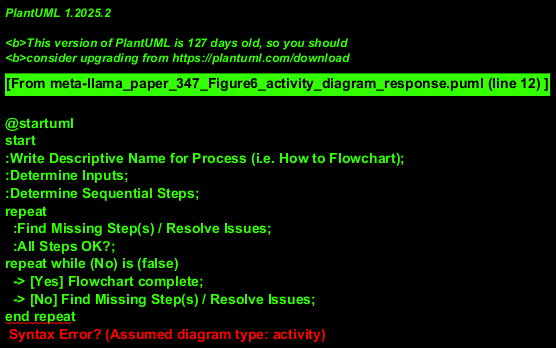 PlantUML 1.2025.2
<b>This version of PlantUML is 127 days old, so you should
<b>consider upgrading from https://plantuml.com/download
[From meta-llama_paper_347_Figure6_activity_diagram_response.puml (line 12) ]
@startuml
start
:Write Descriptive Name for Process (i.e. How to Flowchart);
:Determine Inputs;
:Determine Sequential Steps;
repeat
:Find Missing Step(s) / Resolve Issues;
:All Steps OK?;
repeat while (No) is (false)
-> [Yes] Flowchart complete;
-> [No] Find Missing Step(s) / Resolve Issues;
end repeat
Syntax Error? (Assumed diagram type: activity)